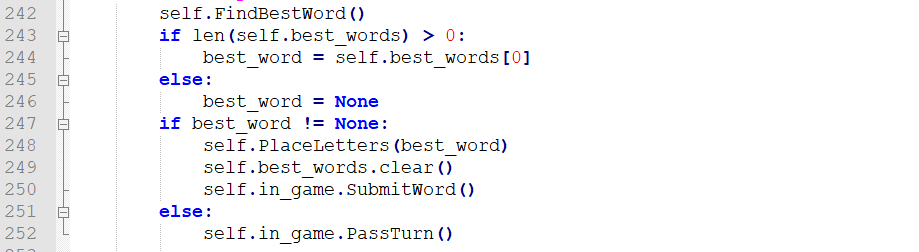 242 self.FindBestWord()
243 if len(self.best_words) > 0:
244 best_word = self.best_words[0]
245 else:
246 best_word = None
247 if best_word != None:
248 self.PlaceLetters(best_word)
249 self.best_words.clear()
250 self.in_game.SubmitWord()
251 else:
252 self.in_game.PassTurn()